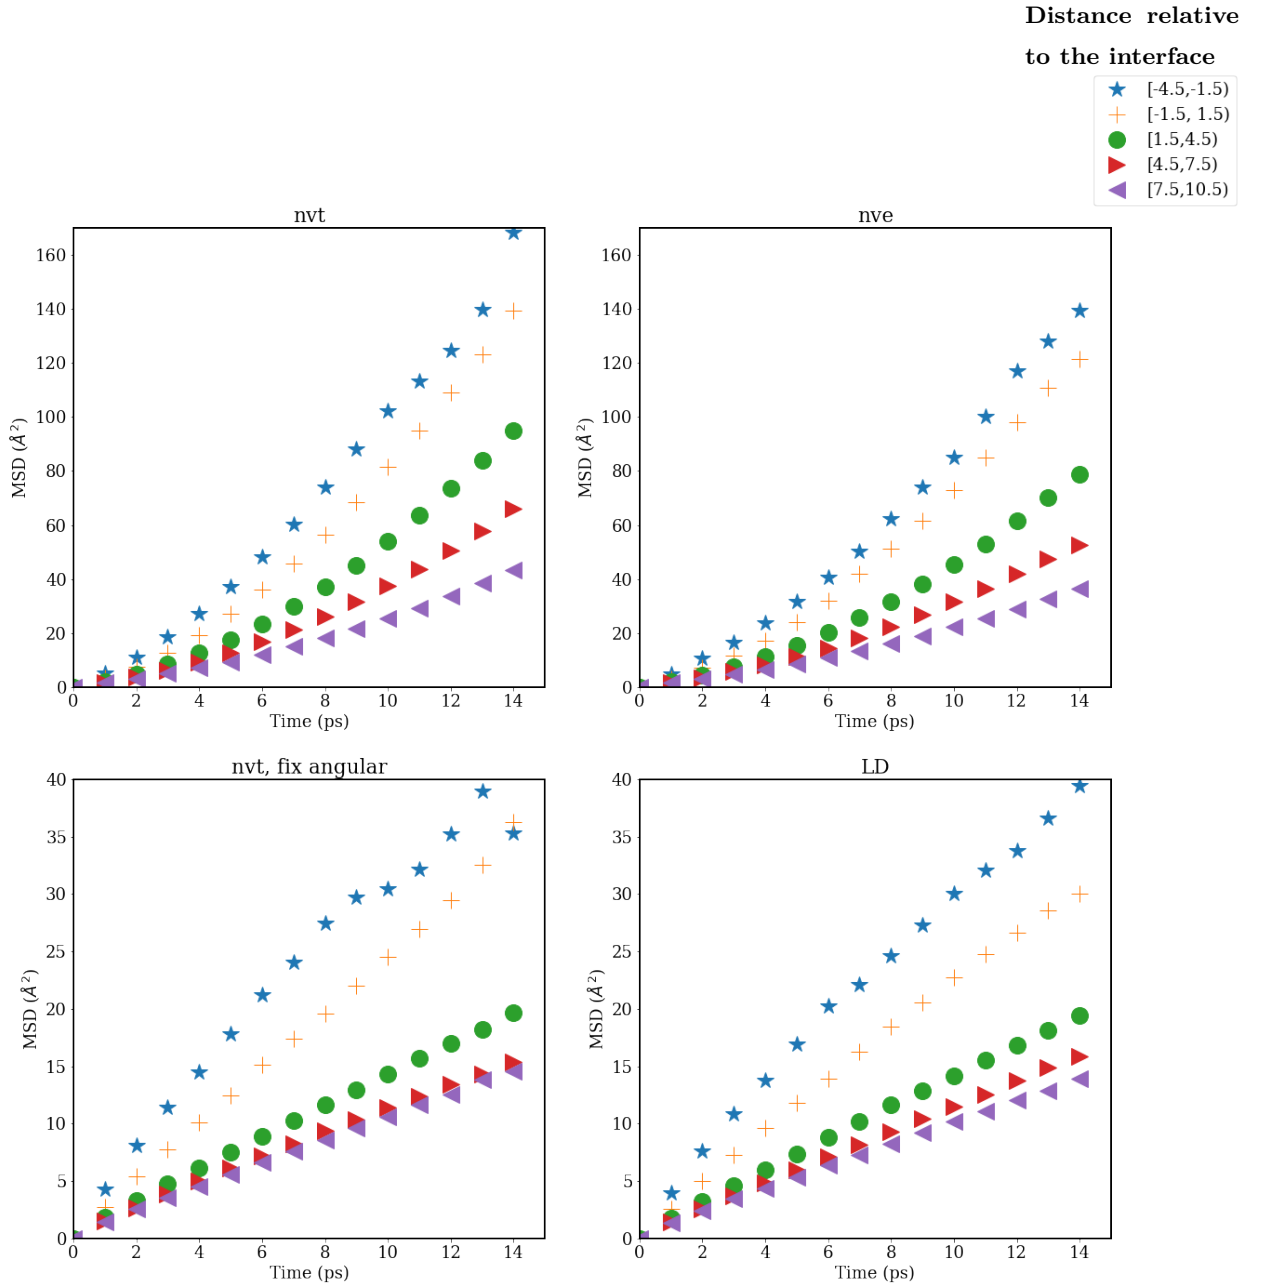 Distance relative
to the interface
[-4.5,-1.5)
[-1.5, 1.5)
[1.5,4.5)
[4.5,7.5)
[7.5,10.5)
nvt
160
140
120
100
80
60
40
20
0
MSD (Å²)
0 2 4 6 8 10 12 14
Time (ps)
nve
160
140
120
100
80
60
40
20
0
MSD (Å²)
0 2 4 6 8 10 12 14
Time (ps)
nvt, fix angular
40
35
30
25
20
15
10
5
0
MSD (Å²)
0 2 4 6 8 10 12 14
Time (ps)
LD
40
35
30
25
20
15
10
5
0
MSD (Å²)
0 2 4 6 8 10 12 14
Time (ps)